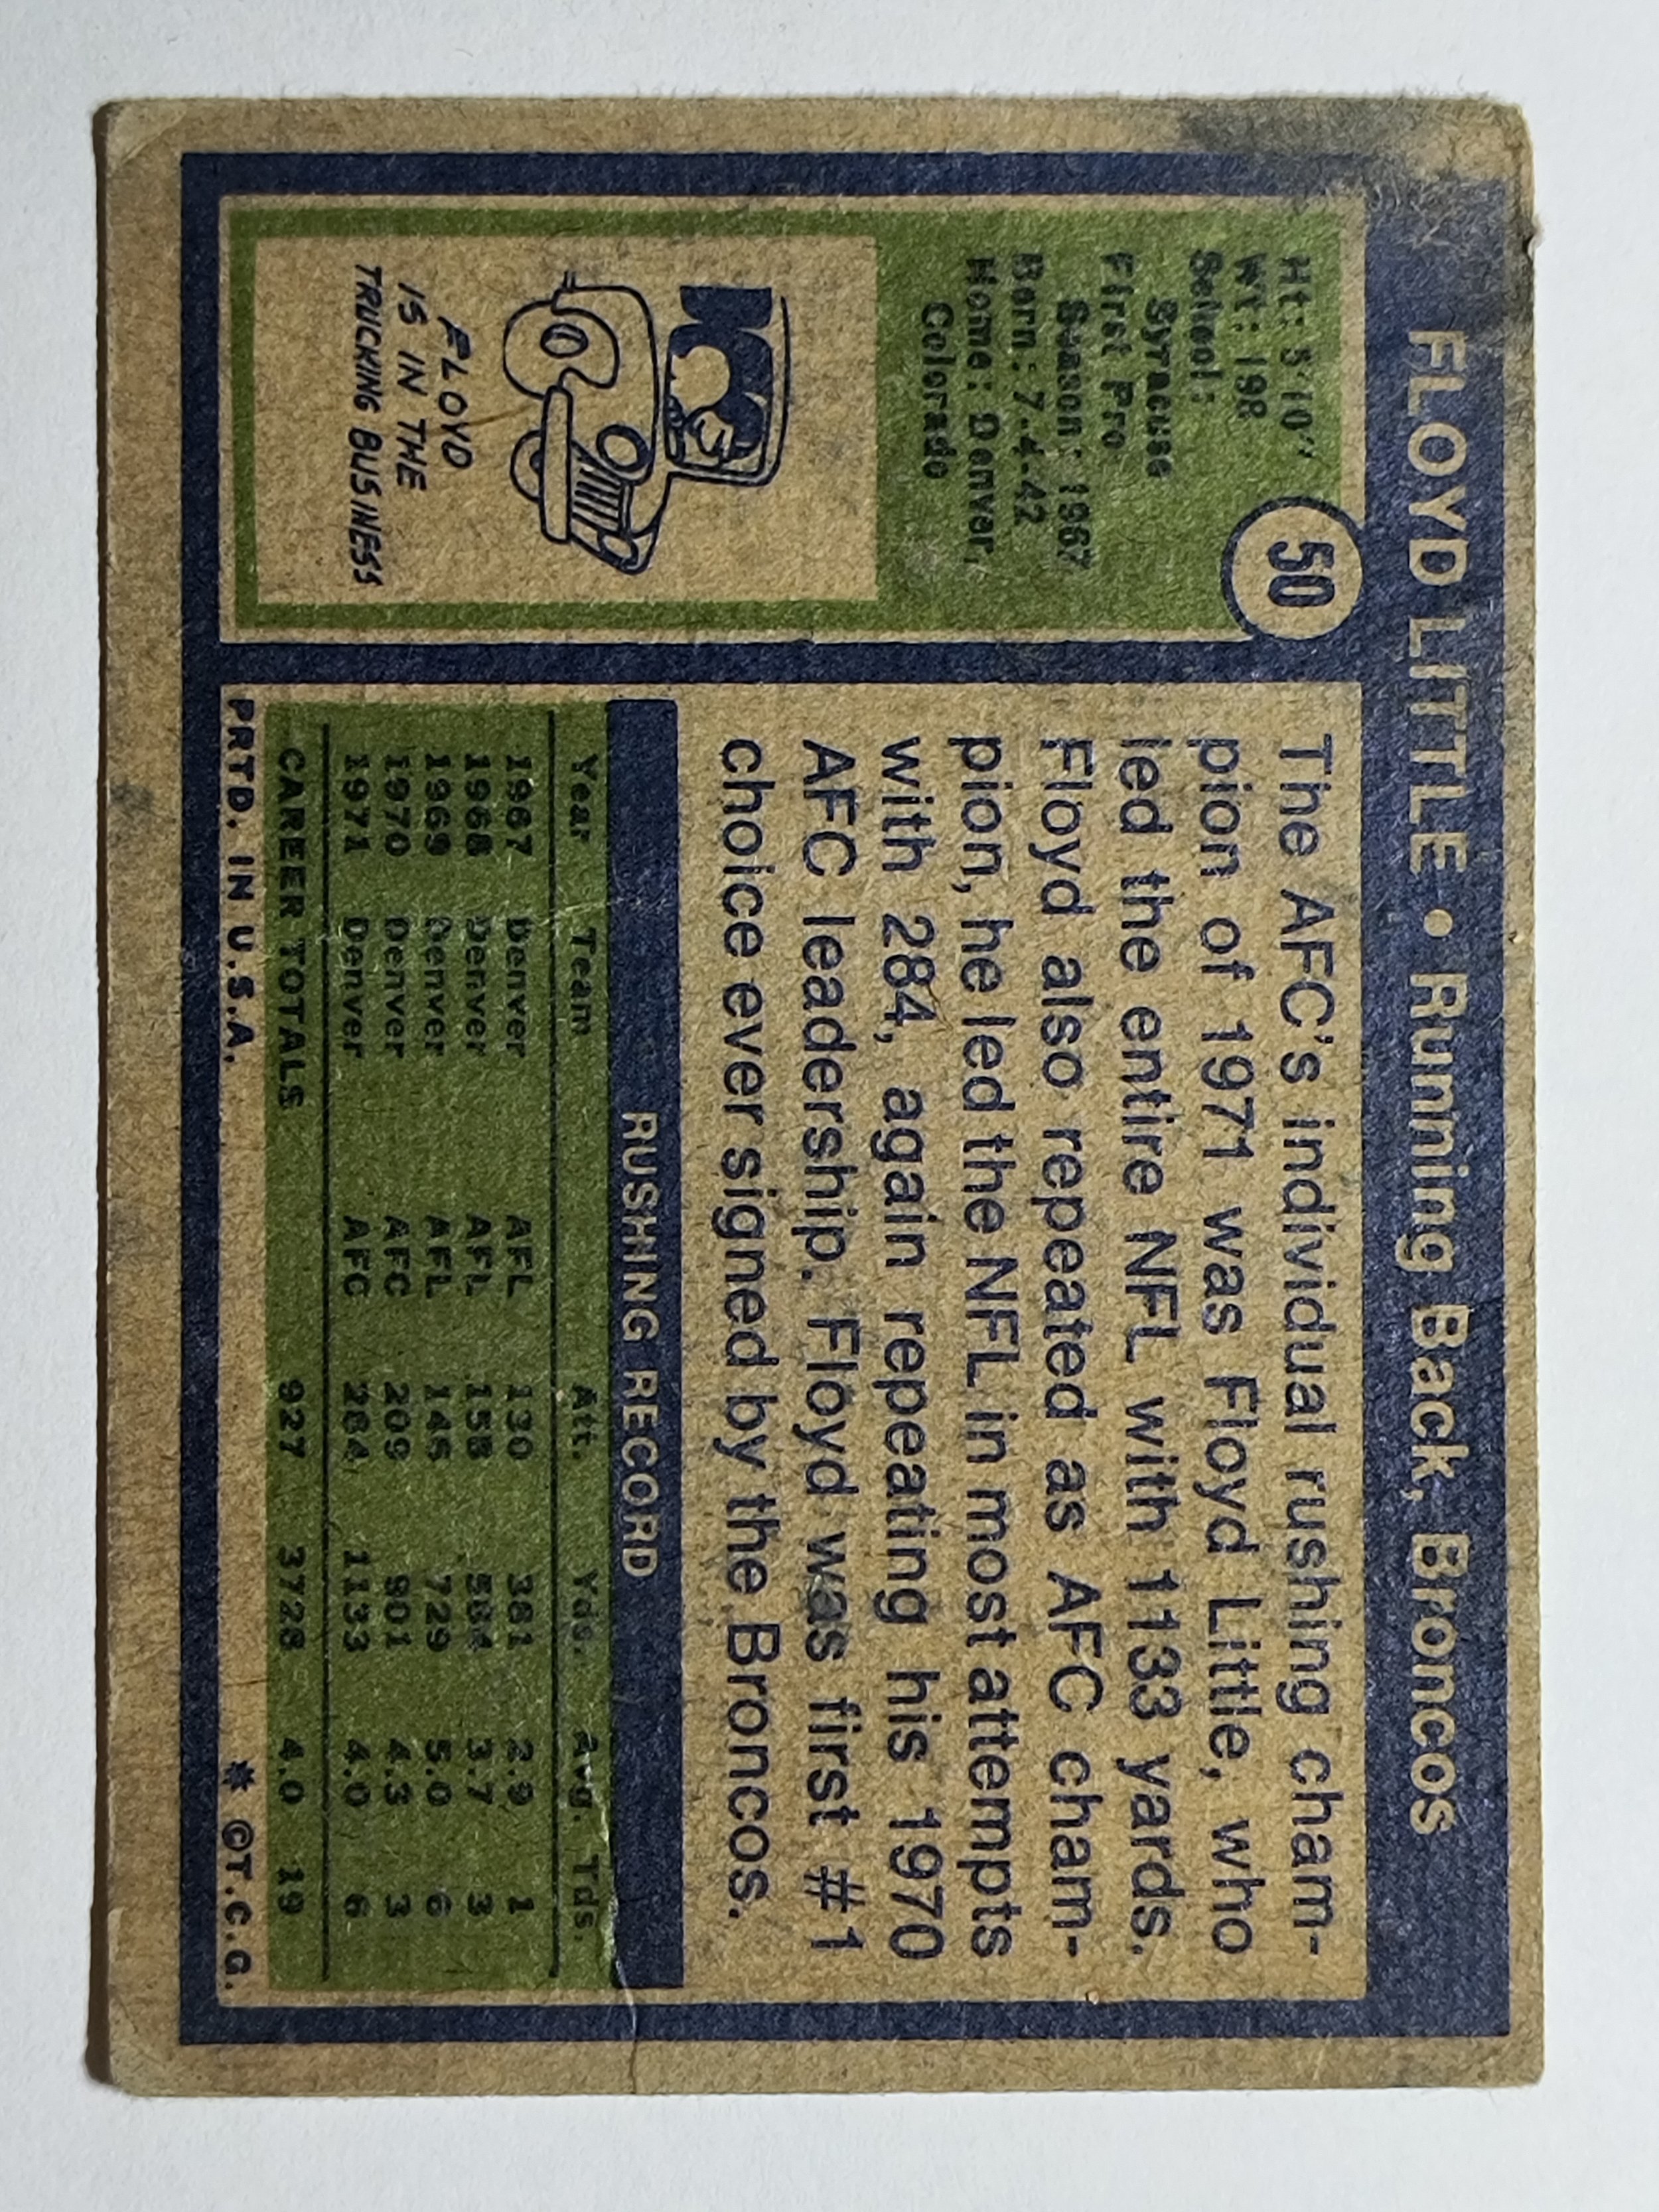 FLOYD LITTLE • Running Back, Broncos
50
Ht: 5'10"
Wt: 198
School:
Syracuse
First Pro
Season: 1967
Born: 7-4-42
Home: Denver,
Colorado
FLOYD
IS IN THE
TRUCKING BUSINESS
The AFC's individual rushing cham-
pion of 1971 was Floyd Little, who
led the entire NFL with 1133 yards.
Floyd also repeated as AFC cham-
pion, he led the NFL in most attempts
with 284, again repeating his 1970
AFC leadership. Floyd was first #1
choice ever signed by the Broncos.
RUSHING RECORD
Year Team Att. Yds. Avg. Tds.
1967 Denver AFL 130 381 2.9 1
1968 Denver AFL 158 584 3.7 3
1969 Denver AFL 146 729 5.0 6
1970 Denver AFC 209 901 4.3 3
1971 Denver AFC 284 1133 4.0 6
CAREER TOTALS 927 3728 4.0 19
PRTD. IN U.S.A. * ©T.C.G.